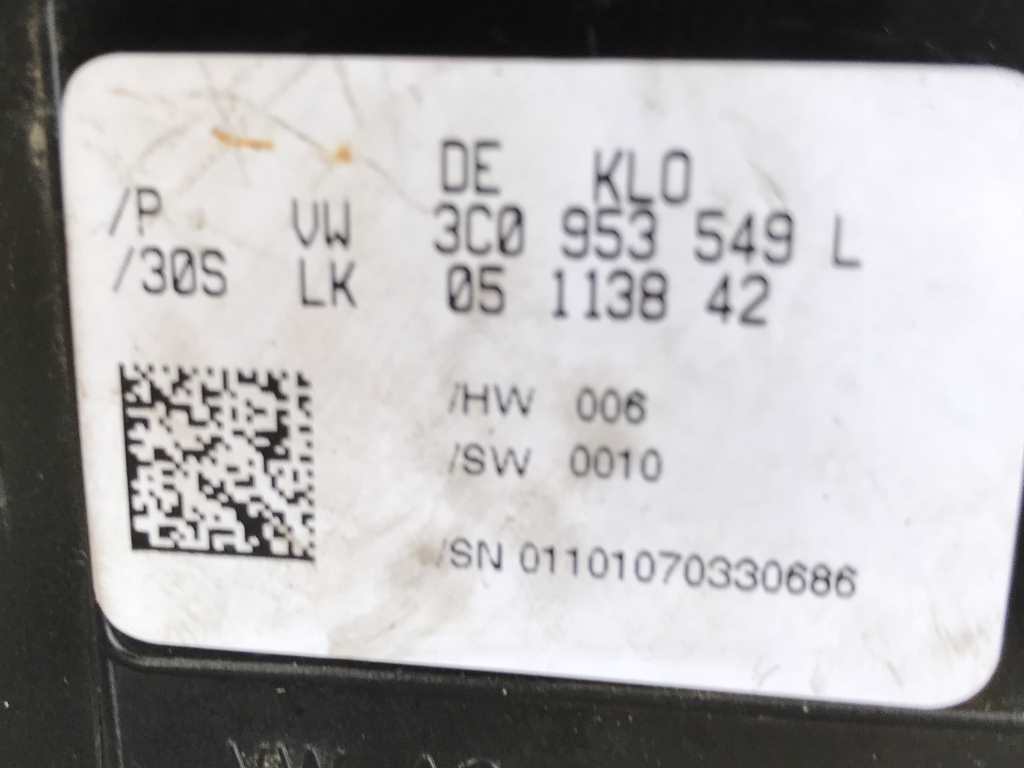 DE KLO
/P VW 3C0 953 549 L
/30S LK 05 1138 42
/HW 006
/SW 0010
/SN 01101070330686